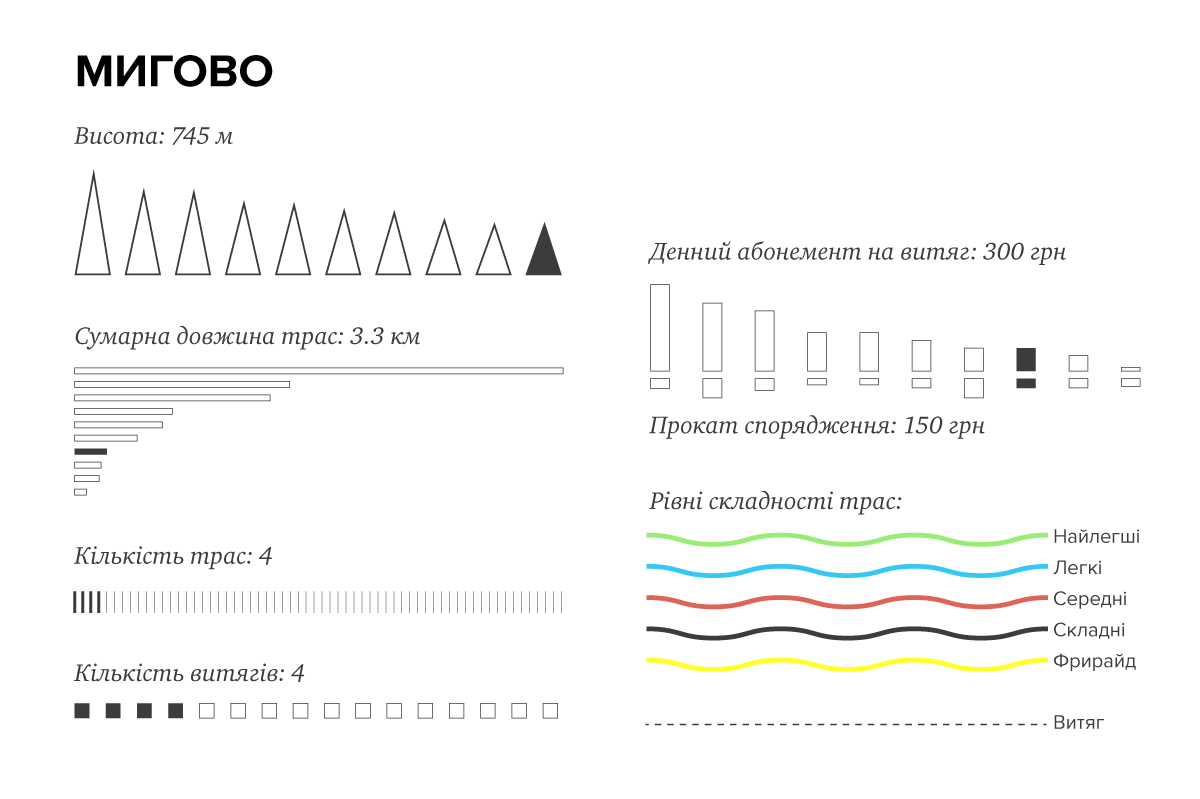 МИГОВО
Висота: 745 м
Сумарна довжина трас: 3.3 км
Кількість трас: 4
Кількість витягів: 4
Денний абонемент на витяг: 300 грн
Прокат спорядження: 150 грн
Рівні складності трас:
Найлегші
Легкі
Середні
Складні
Фрирайд
Витяг